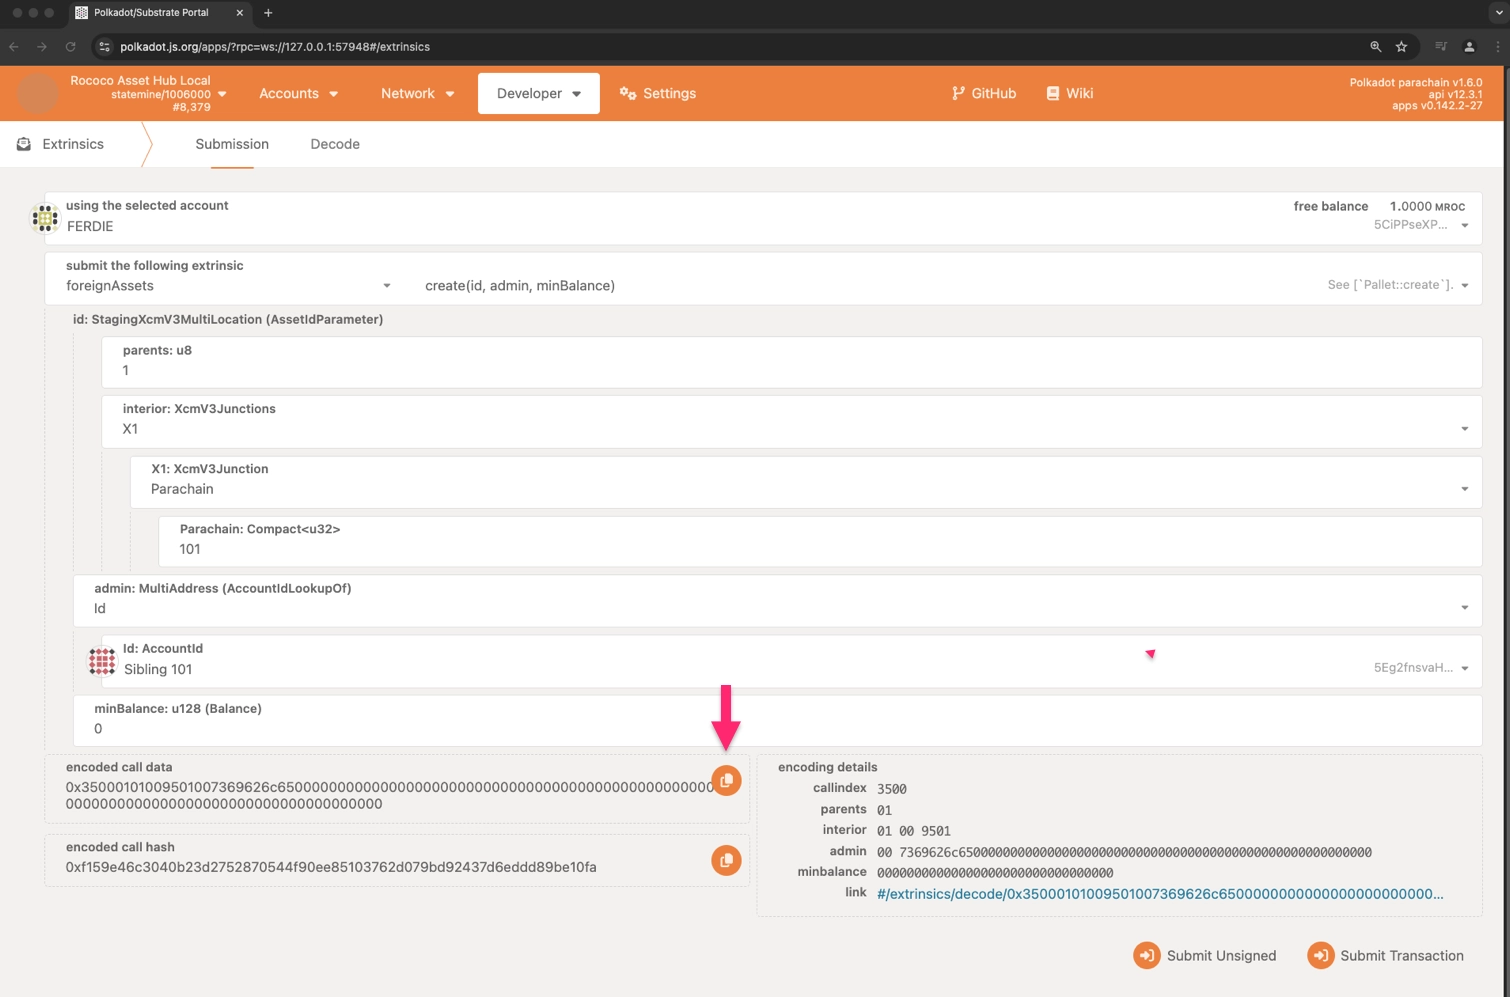 Polkadot/Substrate Portal
polkadot.js.org/apps/?rpc=ws://127.0.0.1:57948#/extrinsics
Rococo Asset Hub Local
statemine/1006000
#8,379
Accounts
Network
Developer
Settings
GitHub
Wiki
Polkadot parachain v1.6.0
api v12.3.1
apps v0.142.2-27
Extrinsics
Submission
Decode
using the selected account
FERDIE
free balance 1.0000 MROC
5CiPPseXP...
submit the following extrinsic
foreignAssets
create(id, admin, minBalance)
See [`Pallet::create`].
id: StagingXcmV3MultiLocation (AssetIdParameter)
parents: u8
1
interior: XcmV3Junctions
X1
X1: XcmV3Junction
Parachain
Parachain: Compact<u32>
101
admin: MultiAddress (AccountIdLookupOf)
Id
Id: AccountId
Sibling 101
5Eg2fnsvaH...
minBalance: u128 (Balance)
0
encoded call data
encoded call hash
0xf159e46c3040b23d2752870544f90ee85103762d079bd92437d6eddd89be10fa
encoding details
callindex 3500
parents 01
interior 01 00 9501
admin 00 7369626c65000000000000000000000000000000000000000000000000000000
minbalance 00000000000000000000000000000000
link
Submit Unsigned
Submit Transaction